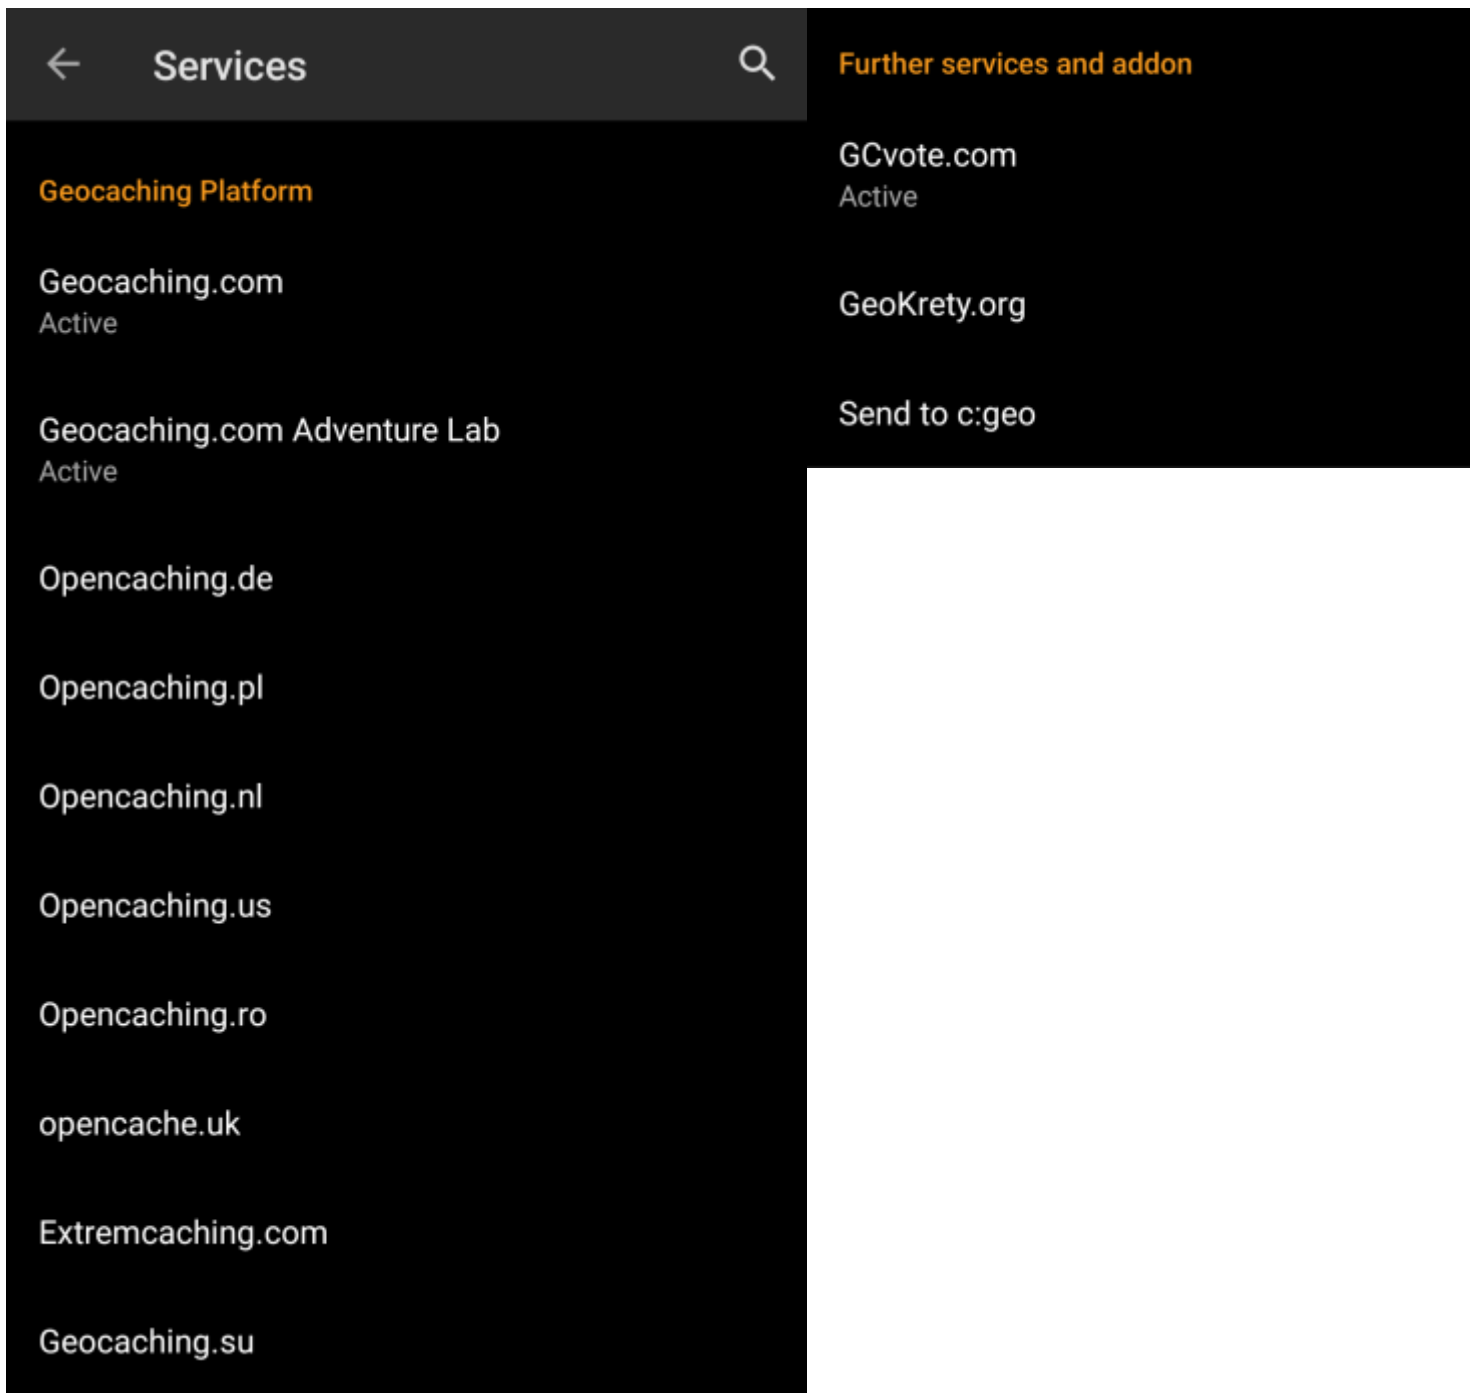 Services
Geocaching Platform
Geocaching.com
Active
Geocaching.com Adventure Lab
Active
Opencaching.de
Opencaching.pl
Opencaching.nl
Opencaching.us
Opencaching.ro
opencache.uk
Extremcaching.com
Geocaching.su
Further services and addon
GCvote.com
Active
GeoKrety.org
Send to c:geo